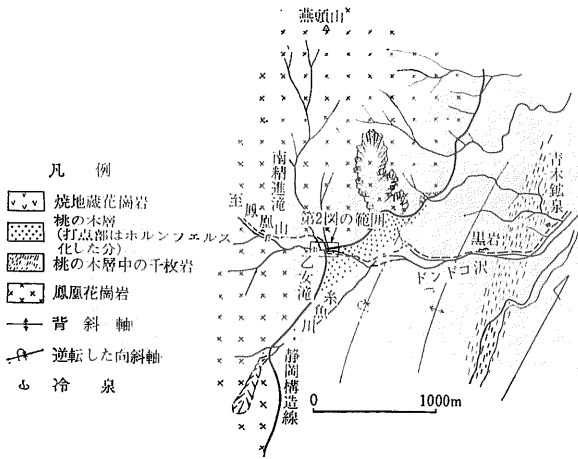 燕頭山
南精進滝
至鳳凰山
第2図の範囲
乙女滝
糸魚川
静岡構造線
黒岩
ドンドコ沢
青木鉱泉
凡 例
焼地蔵花崗岩
桃の木層
(打点部はホルンフェルス
化した分)
桃の木層中の千枚岩
鳳凰花崗岩
背斜軸
逆転した向斜軸
冷泉
0 1000m